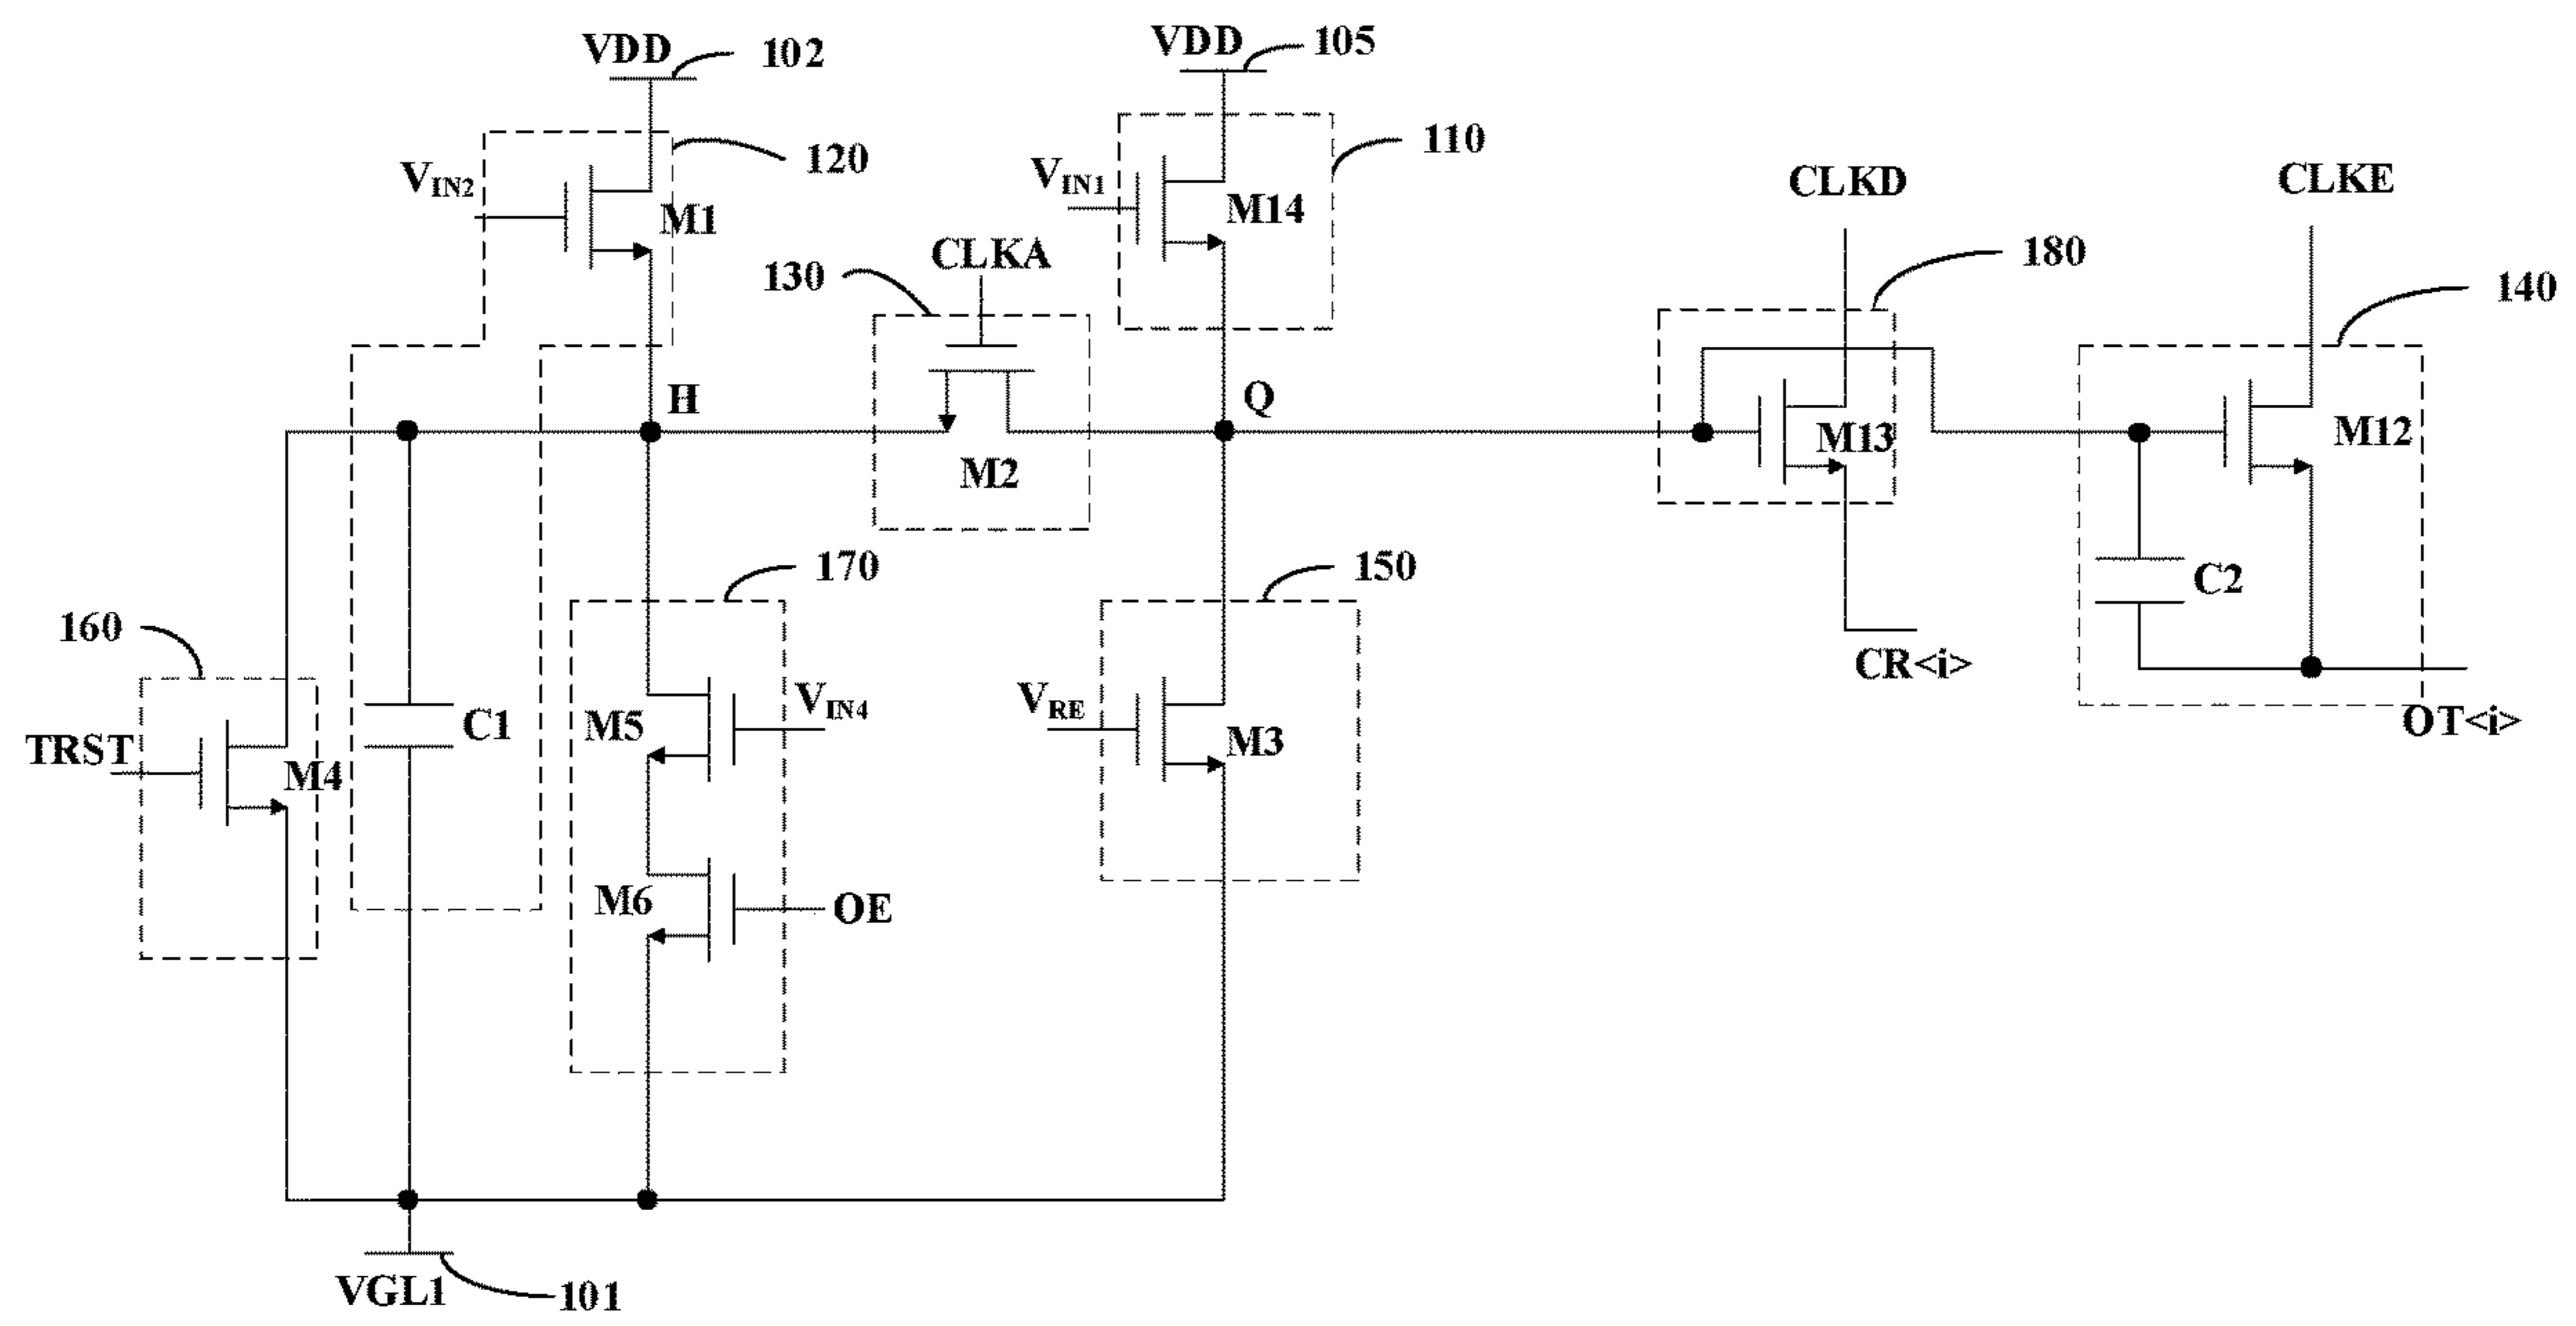 VDD 102
VDD 105
120
110
VIN2
VIN1
M1
M14
CLKD
CLKE
CLKA
130
180
140
H
Q
M2
M13
M12
170
150
C2
160
CR<i>
VIN4
VRE
M5
C1
M3
OT<i>
TRST
M4
M6
OE
VGL1
101